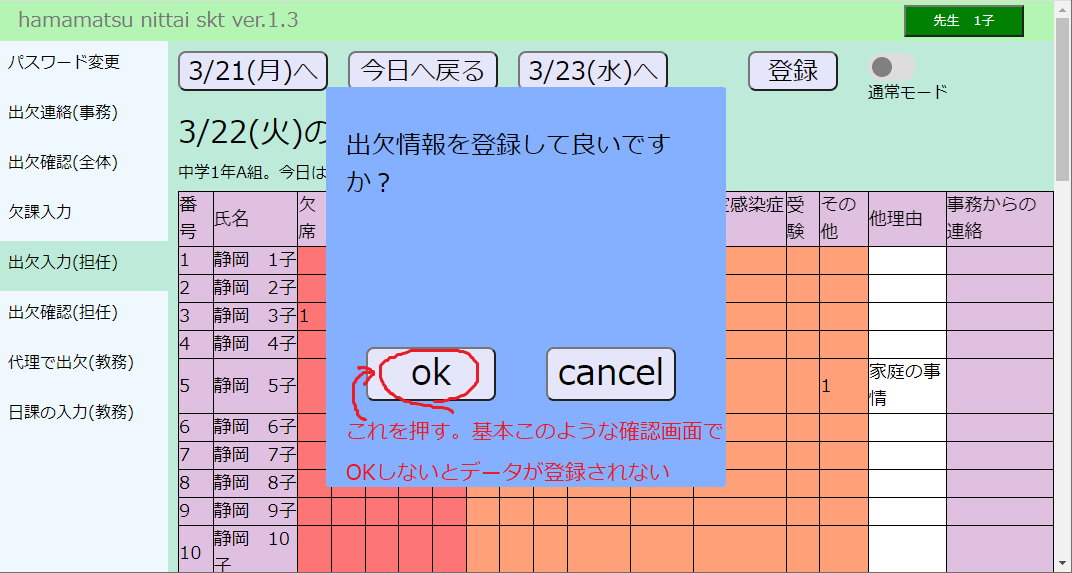 hamamatsu nittai skt ver.1.3
先生　1子
パスワード変更
出欠連絡(事務)
出欠確認(全体)
欠課入力
出欠入力(担任)
出欠確認(担任)
代理で出欠(教務)
日課の入力(教務)
3/21(月)へ
今日へ戻る
3/23(水)へ
登録
通常モード
3/22(火)の
中学1年A組。今日は
出欠情報を登録して良いです
か？
ok
cancel
これを押す。基本このような確認画面で
OKしないとデータが登録されない
番号 氏名 欠席 感染症 受験 その他 他理由 事務からの連絡
1 静岡　1子
2 静岡　2子
3 静岡　3子 1
4 静岡　4子
5 静岡　5子 1 家庭の事情
6 静岡　6子
7 静岡　7子
8 静岡　8子
9 静岡　9子
10 静岡　10子